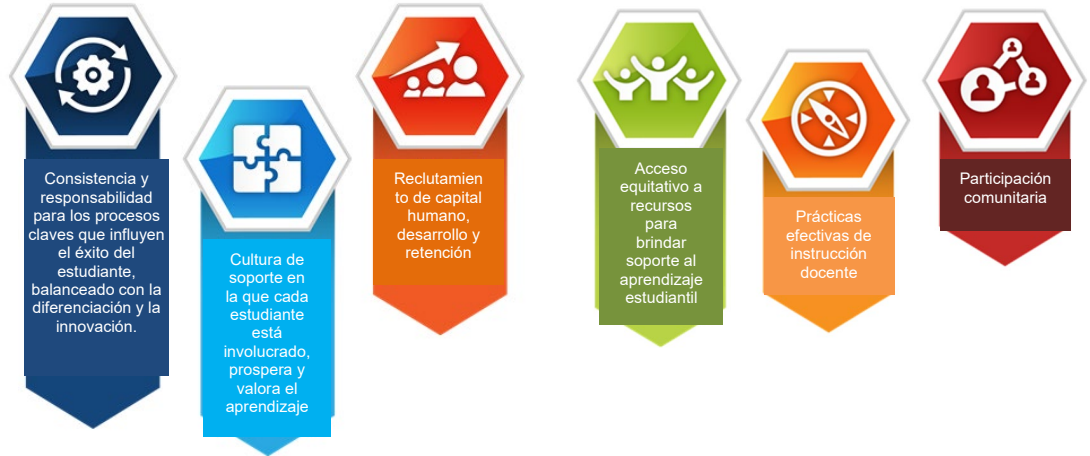 Consistencia y
responsabilidad
para los procesos
claves que influyen
el éxito del
estudiante,
balanceado con la
diferenciación y la
innovación.
Cultura de
soporte en
la que cada
estudiante
está
involucrado,
prospera y
valora el
aprendizaje
Reclutamien
to de capital
humano,
desarrollo y
retención
Acceso
equitativo a
recursos
para
brindar
soporte al
aprendizaje
estudiantil
Prácticas
efectivas de
instrucción
docente
Participación
comunitaria